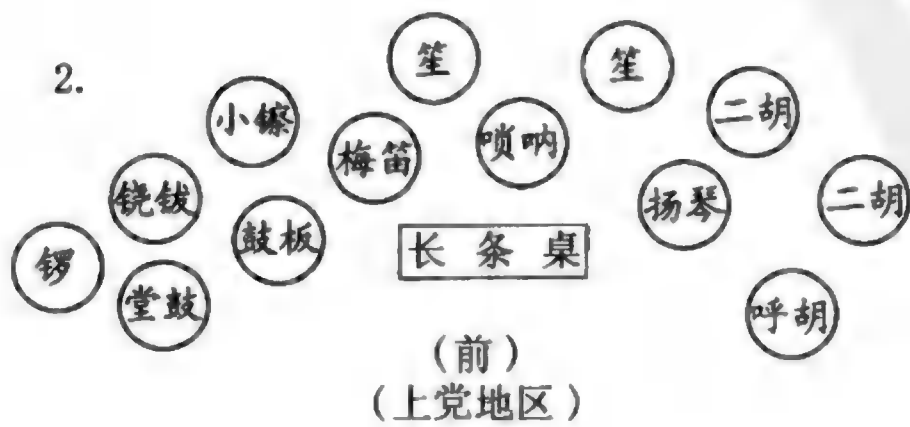 2.
笙
笙
小镲
二胡
梅笛
唢呐
铙钹
扬琴
二胡
锣
鼓板
长条桌
堂鼓
呼胡
（前）
（上党地区）